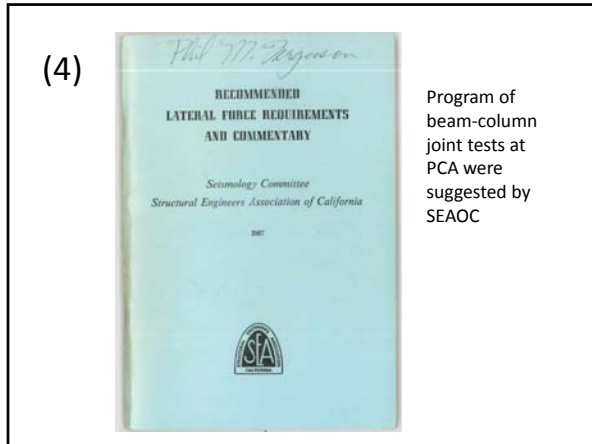 (4)
Phil M. Ferguson
RECOMMENDED
LATERAL FORCE REQUIREMENTS
AND COMMENTARY
Seismology Committee
Structural Engineers Association of California
1967
SEA
CALIFORNIA
Program of
beam-column
joint tests at
PCA were
suggested by
SEAOC